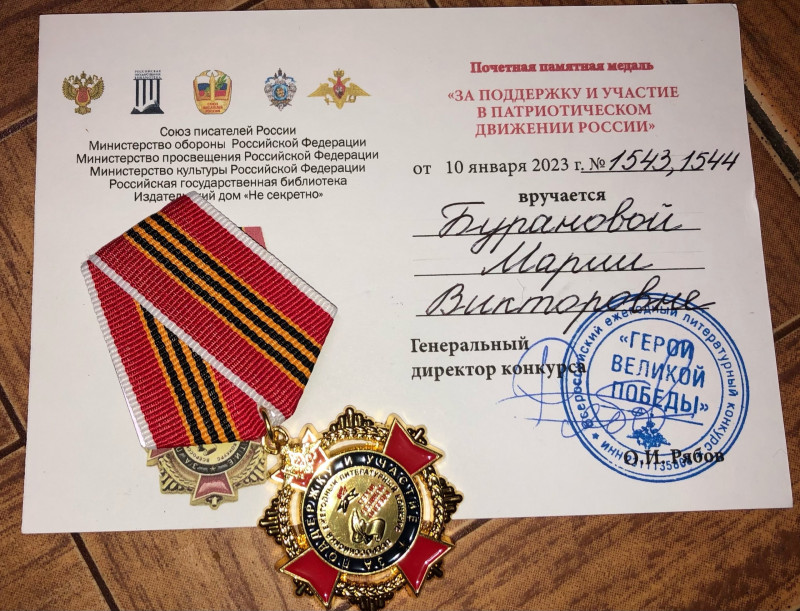 Союз писателей России
Министерство обороны Российской Федерации
Министерство просвещения Российской Федерации
Министерство культуры Российской Федерации
Российская государственная библиотека
Издательский дом «Не секретно»
Почетная памятная медаль
«ЗА ПОДДЕРЖКУ И УЧАСТИЕ
В ПАТРИОТИЧЕСКОМ
ДВИЖЕНИИ РОССИИ»
от 10 января 2023 г. № 1543, 1544
вручается
Бурановой
Марии
Викторовне
Генеральный
директор конкурса
О.И. Рябов
Всероссийский ежегодный литературный конкурс
«ГЕРОИ
ВЕЛИКОЙ
ПОБЕДЫ»
ЗА ПОДДЕРЖКУ И УЧАСТИЕ